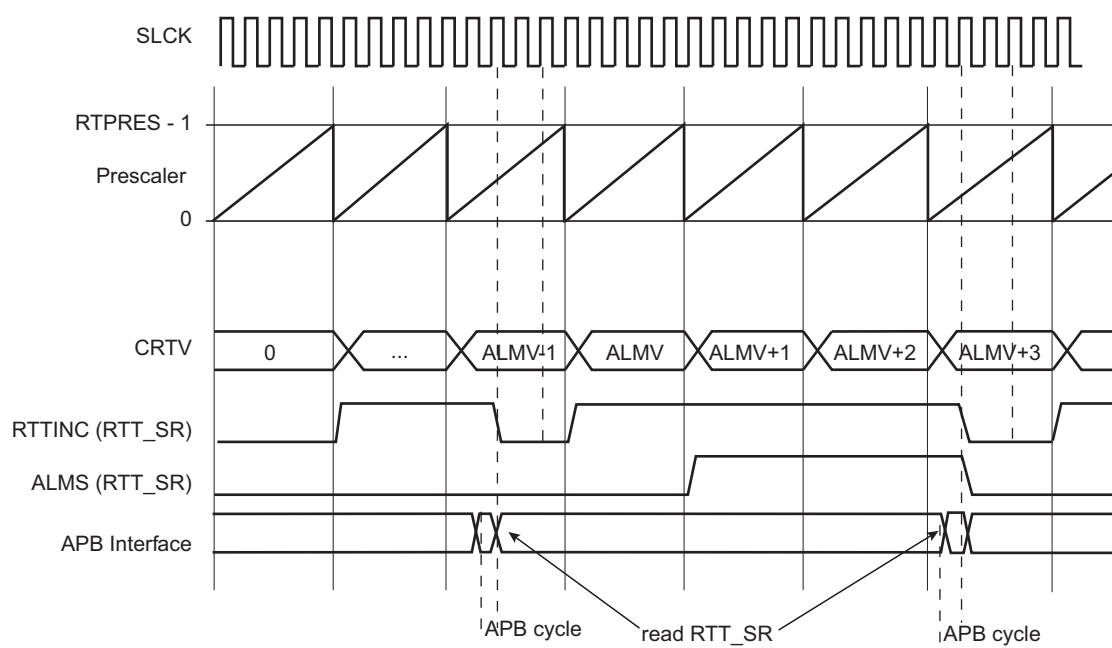 SLCK
RTPRES - 1
Prescaler
0
CRTV
0
...
ALMV-1
ALMV
ALMV+1
ALMV+2
ALMV+3
RTTINC (RTT_SR)
ALMS (RTT_SR)
APB Interface
APB cycle
read RTT_SR
APB cycle